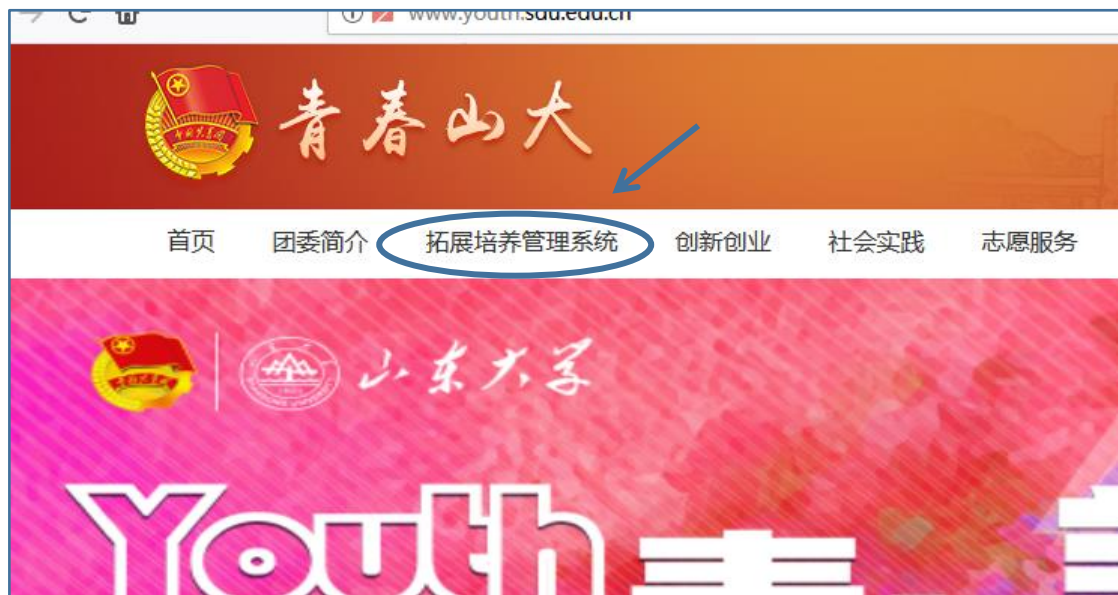 www.youth.sdu.edu.cn
青春山大
首页 团委简介 拓展培养管理系统 创新创业 社会实践 志愿服务
山东大学
Youth 青